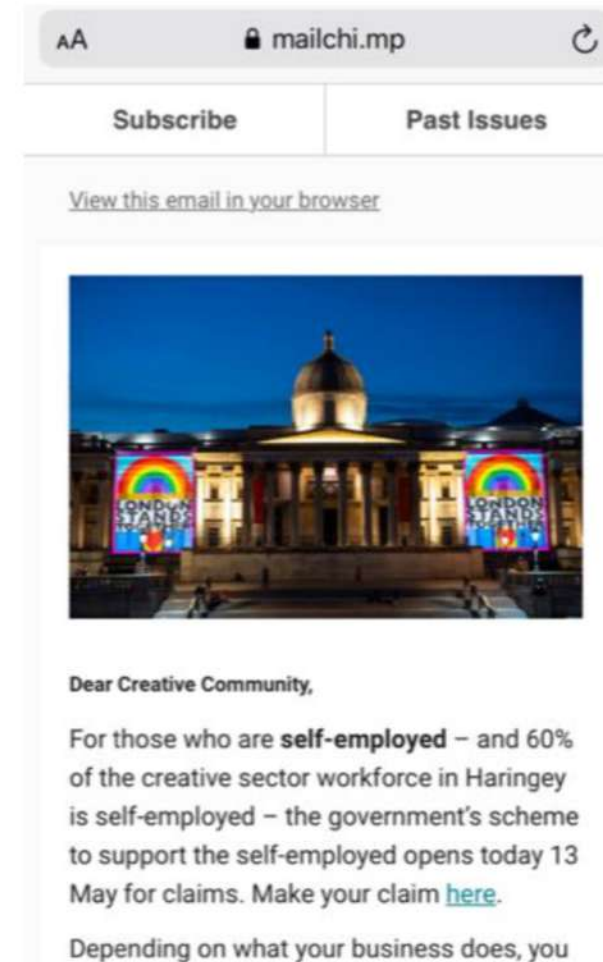 AA mailchi.mp
Subscribe Past Issues
View this email in your browser
LONDON LONDON
STANDS STANDS
TOGETHER TOGETHER
Dear Creative Community,
For those who are self-employed – and 60%
of the creative sector workforce in Haringey
is self-employed – the government's scheme
to support the self-employed opens today 13
May for claims. Make your claim here.
Depending on what your business does, you